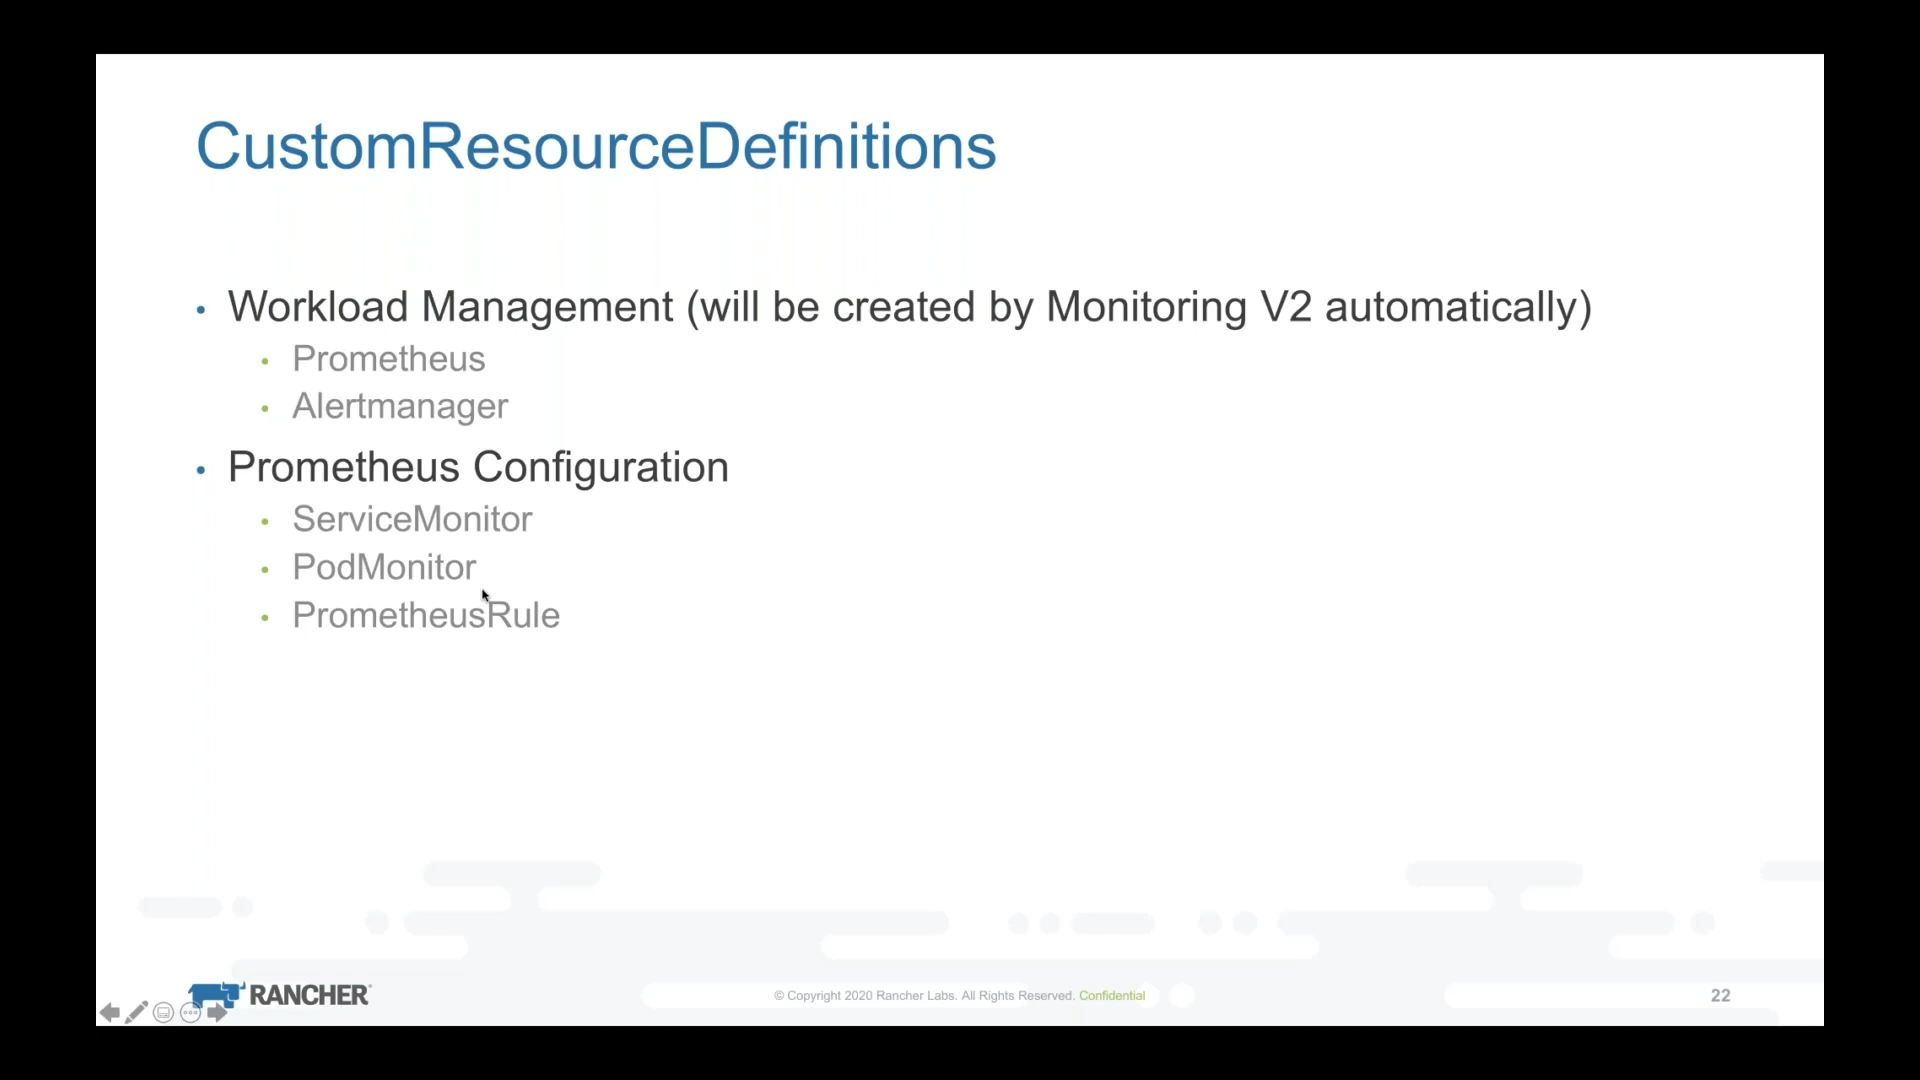 CustomResourceDefinitions
• Workload Management (will be created by Monitoring V2 automatically)
• Prometheus
• Alertmanager
• Prometheus Configuration
• ServiceMonitor
• PodMonitor
• PrometheusRule
RANCHER
© Copyright 2020 Rancher Labs. All Rights Reserved. Confidential
22